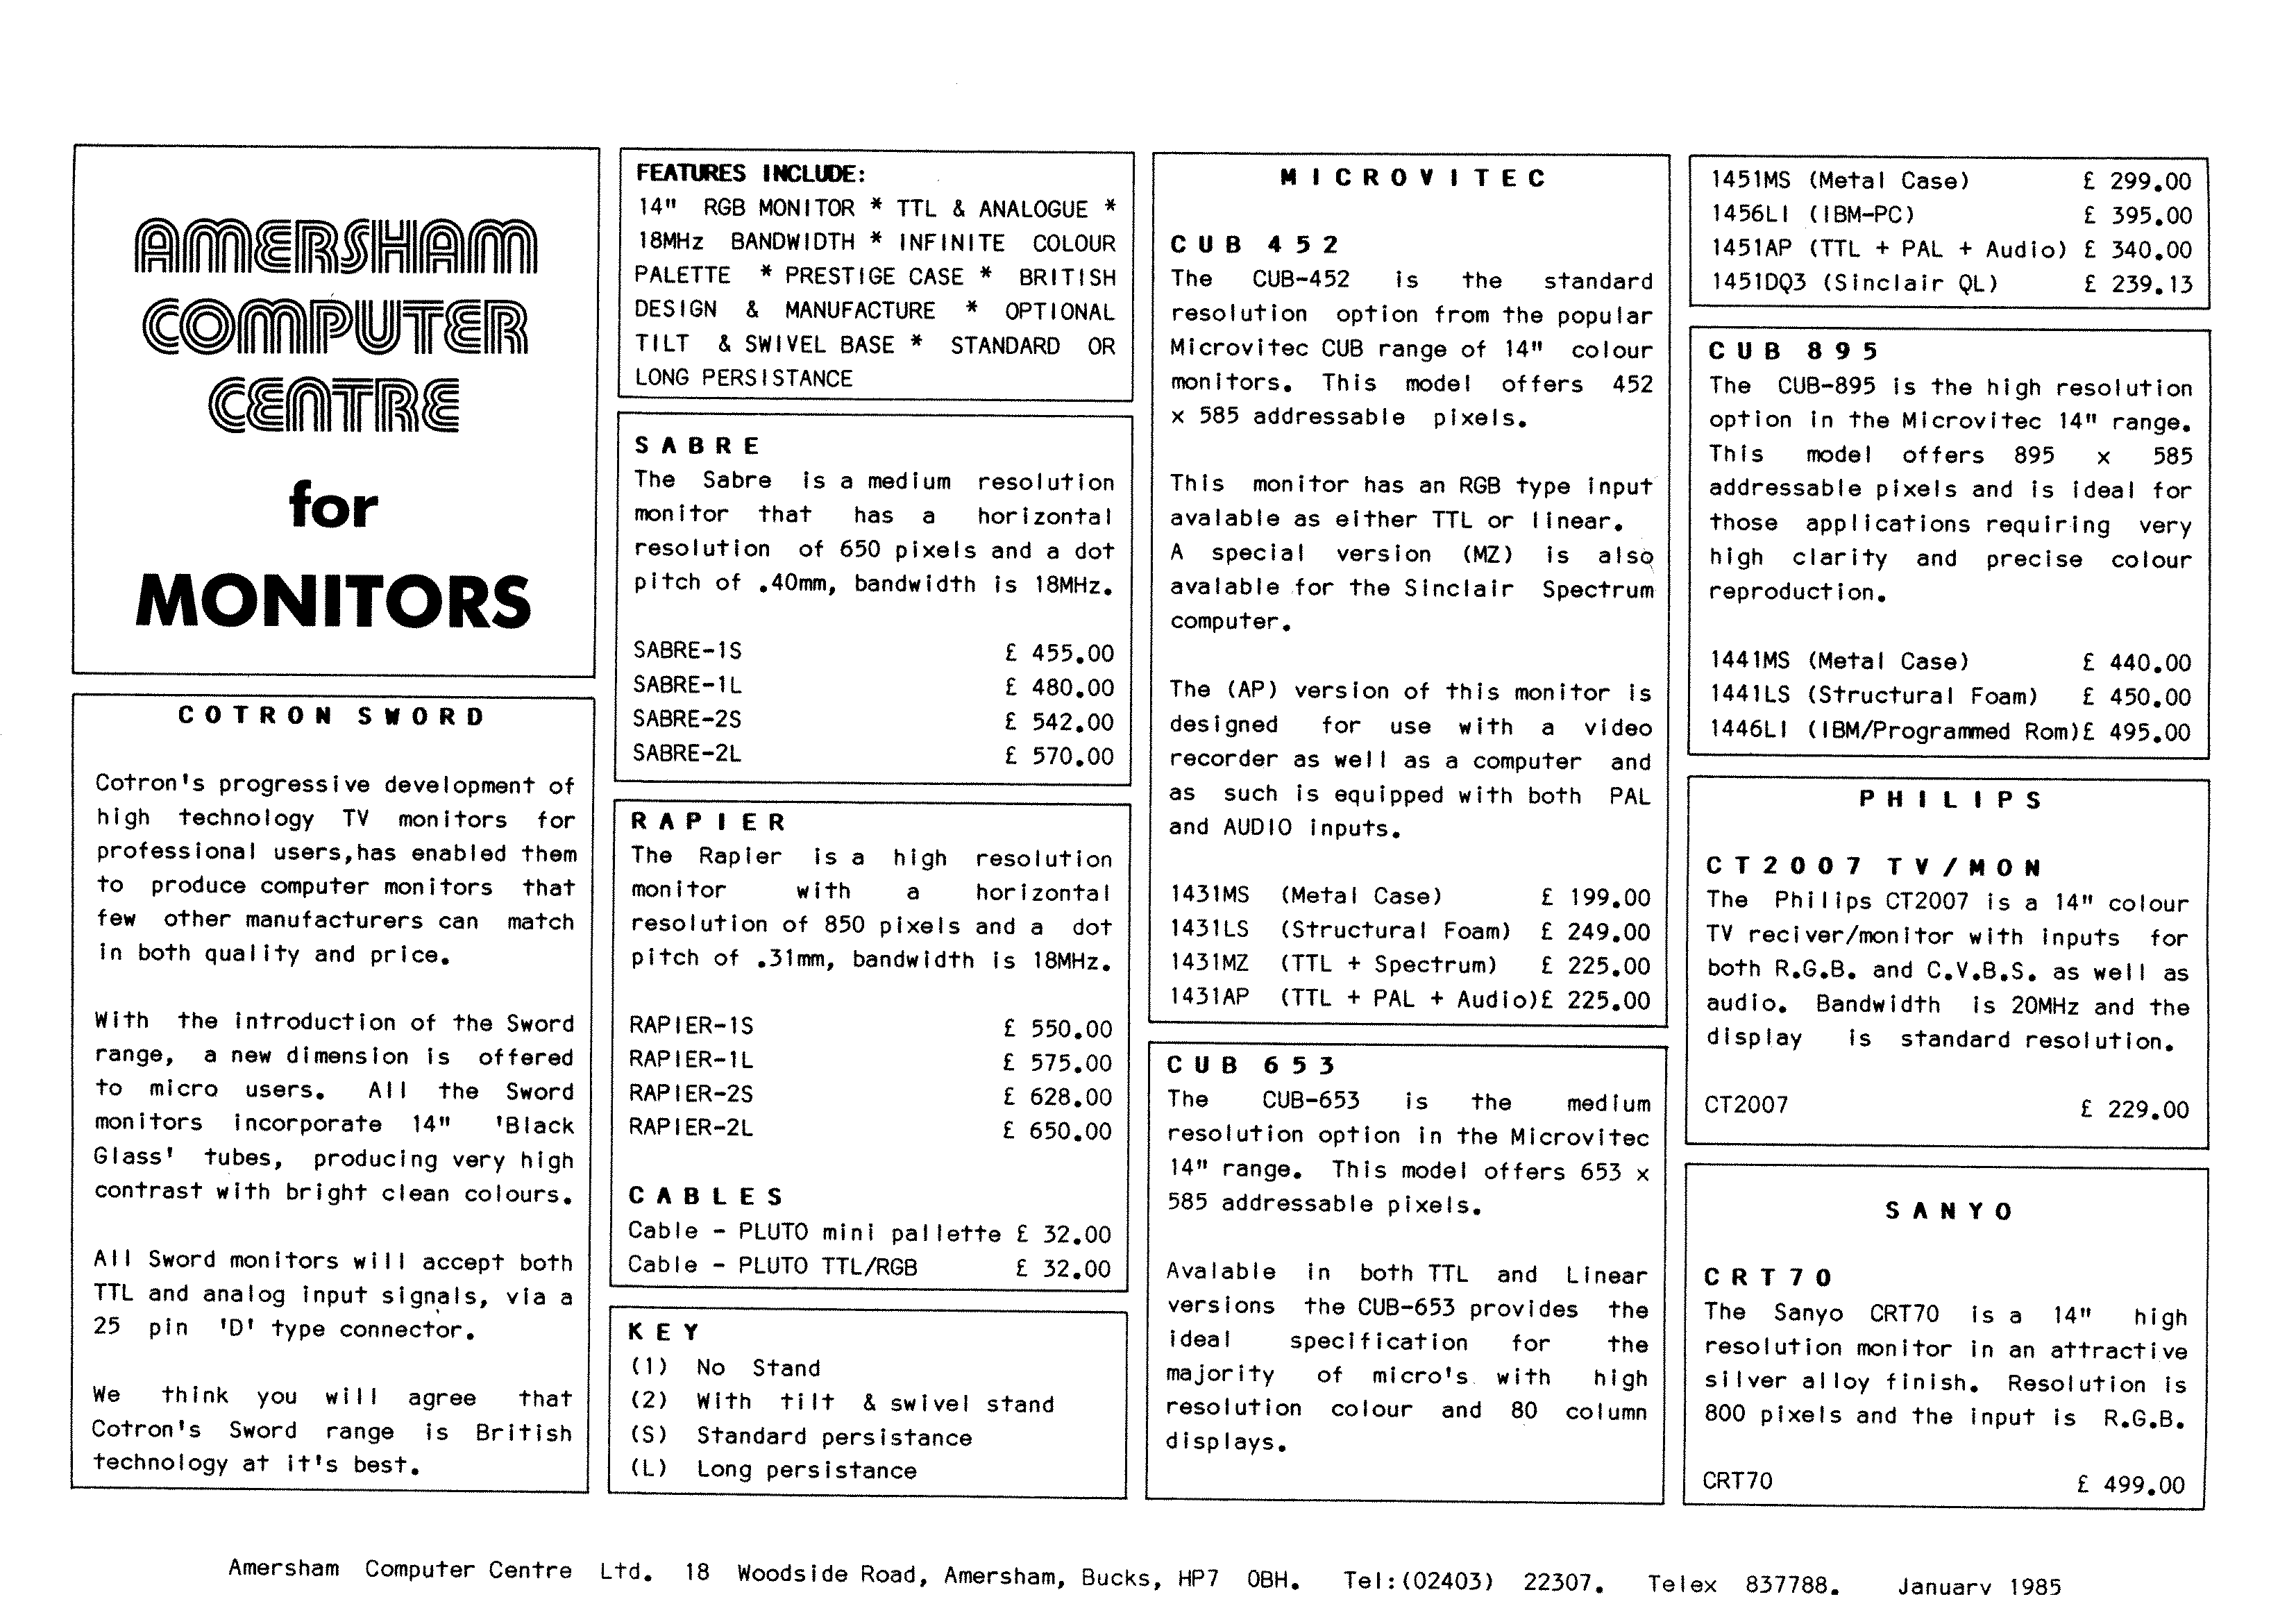 AMERSHAM
COMPUTER
CENTRE
for
MONITORS
COTRON SWORD
Cotron's progressive development of
high technology TV monitors for
professional users,has enabled them
to produce computer monitors that
few other manufacturers can match
in both quality and price.
With the introduction of the Sword
range, a new dimension is offered
to micro users. All the Sword
monitors incorporate 14" 'Black
Glass' tubes, producing very high
contrast with bright clean colours.
All Sword monitors will accept both
TTL and analog input signals, via a
25 pin 'D' type connector.
We think you will agree that
Cotron's Sword range is British
technology at it's best.
FEATURES INCLUDE:
14" RGB MONITOR * TTL & ANALOGUE *
18MHz BANDWIDTH * INFINITE COLOUR
PALETTE * PRESTIGE CASE * BRITISH
DESIGN & MANUFACTURE * OPTIONAL
TILT & SWIVEL BASE * STANDARD OR
LONG PERSISTANCE
SABRE
The Sabre is a medium resolution
monitor that has a horizontal
resolution of 650 pixels and a dot
pitch of .40mm, bandwidth is 18MHz.
SABRE-1S £ 455.00
SABRE-1L £ 480.00
SABRE-2S £ 542.00
SABRE-2L £ 570.00
RAPIER
The Rapier is a high resolution
monitor with a horizontal
resolution of 850 pixels and a dot
pitch of .31mm, bandwidth is 18MHz.
RAPIER-1S £ 550.00
RAPIER-1L £ 575.00
RAPIER-2S £ 628.00
RAPIER-2L £ 650.00
CABLES
Cable - PLUTO mini pallette £ 32.00
Cable - PLUTO TTL/RGB £ 32.00
KEY
(1) No Stand
(2) With tilt & swivel stand
(S) Standard persistance
(L) Long persistance
MICROVITEC
CUB 452
The CUB-452 is the standard
resolution option from the popular
Microvitec CUB range of 14" colour
monitors. This model offers 452
x 585 addressable pixels.
This monitor has an RGB type input
avalable as either TTL or linear.
A special version (MZ) is also
avalable for the Sinclair Spectrum
computer.
The (AP) version of this monitor is
designed for use with a video
recorder as well as a computer and
as such is equipped with both PAL
and AUDIO inputs.
1431MS (Metal Case) £ 199.00
1431LS (Structural Foam) £ 249.00
1431MZ (TTL + Spectrum) £ 225.00
1431AP (TTL + PAL + Audio)£ 225.00
CUB 653
The CUB-653 is the medium
resolution option in the Microvitec
14" range. This model offers 653 x
585 addressable pixels.
Avalable in both TTL and Linear
versions the CUB-653 provides the
ideal specification for the
majority of micro's with high
resolution colour and 80 column
displays.
1451MS (Metal Case) £ 299.00
1456LI (IBM-PC) £ 395.00
1451AP (TTL + PAL + Audio) £ 340.00
1451DQ3 (Sinclair QL) £ 239.13
CUB 895
The CUB-895 is the high resolution
option in the Microvitec 14" range.
This model offers 895 x 585
addressable pixels and is ideal for
those applications requiring very
high clarity and precise colour
reproduction.
1441MS (Metal Case) £ 440.00
1441LS (Structural Foam) £ 450.00
1446LI (IBM/Programmed Rom)£ 495.00
PHILIPS
CT2007 TV/MON
The Philips CT2007 is a 14" colour
TV reciver/monitor with inputs for
both R.G.B. and C.V.B.S. as well as
audio. Bandwidth is 20MHz and the
display is standard resolution.
CT2007 £ 229.00
SANYO
CRT70
The Sanyo CRT70 is a 14" high
resolution monitor in an attractive
silver alloy finish. Resolution is
800 pixels and the input is R.G.B.
CRT70 £ 499.00
Amersham Computer Centre Ltd. 18 Woodside Road, Amersham, Bucks, HP7 0BH. Tel:(02403) 22307. Telex 837788. January 1985